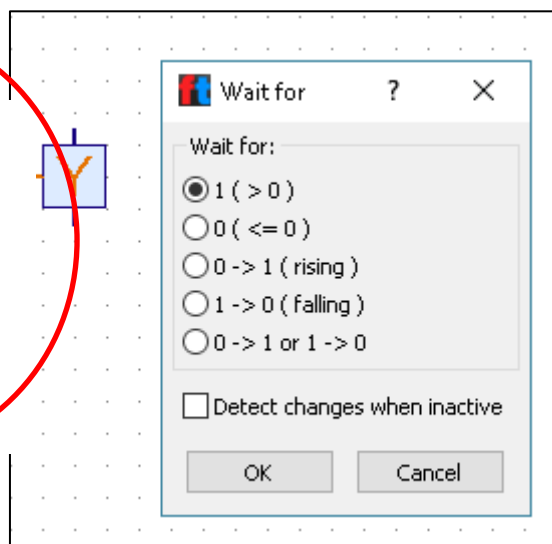 ft Wait for ? ×
Y
Wait for:
1 ( > 0 )
0 ( <= 0 )
0 -> 1 ( rising )
1 -> 0 ( falling )
0 -> 1 or 1 -> 0
Detect changes when inactive
OK Cancel